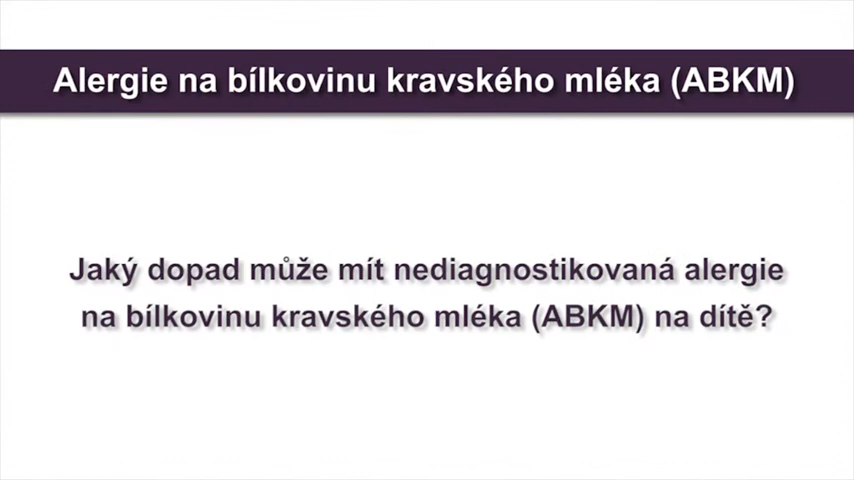 Alergie na bílkovinu kravského mléka (ABKM)
Jaký dopad může mít nediagnostikovaná alergie
na bílkovinu kravského mléka (ABKM) na dítě?